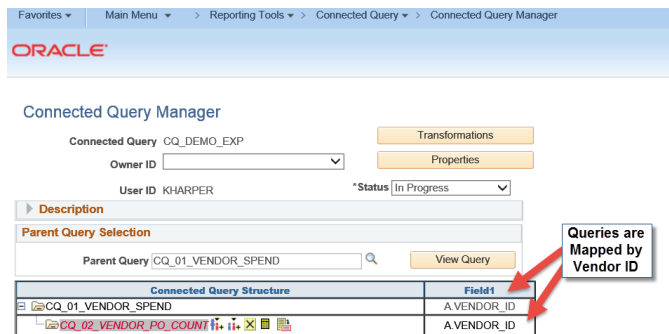 Favorites Main Menu > Reporting Tools > Connected Query > Connected Query Manager
ORACLE
Connected Query Manager
Connected Query CQ_DEMO_EXP Transformations
Owner ID Properties
User ID KHARPER *Status In Progress
Description
Parent Query Selection
Parent Query CQ_01_VENDOR_SPEND View Query
Queries are
Mapped by
Vendor ID
Connected Query Structure Field1
CQ_01_VENDOR_SPEND A.VENDOR_ID
CQ_02_VENDOR_PO_COUNT A.VENDOR_ID